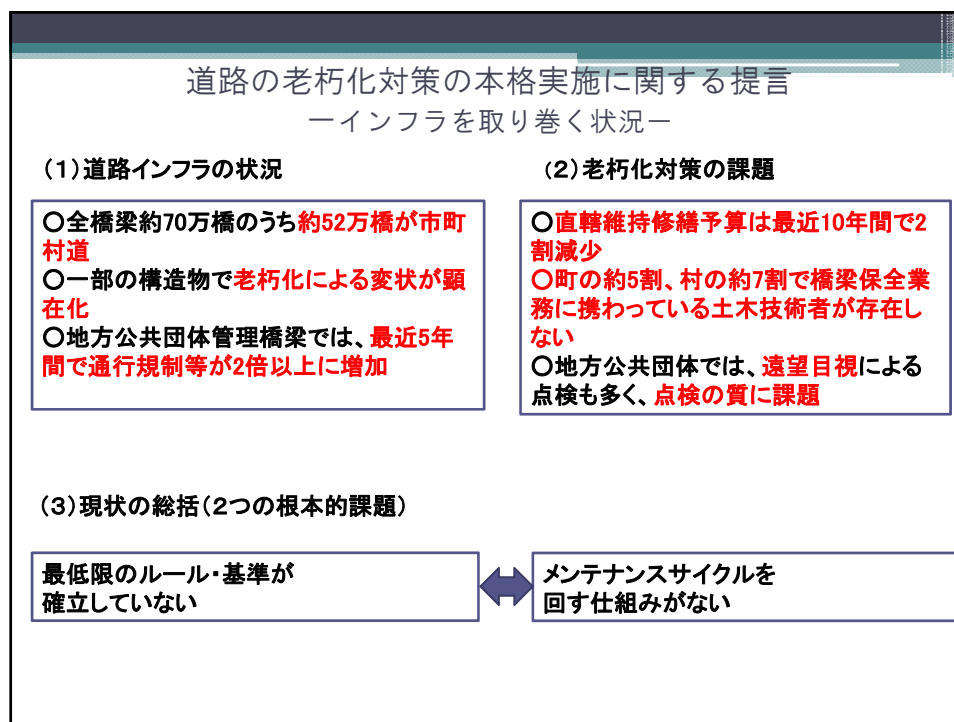 道路の老朽化対策の本格実施に関する提言
－インフラを取り巻く状況－
（１）道路インフラの状況
○全橋梁約70万橋のうち約52万橋が市町
村道
○一部の構造物で老朽化による変状が顕
在化
○地方公共団体管理橋梁では、最近5年
間で通行規制等が2倍以上に増加
（２）老朽化対策の課題
○直轄維持修繕予算は最近10年間で2
割減少
○町の約5割、村の約7割で橋梁保全業
務に携わっている土木技術者が存在し
ない
○地方公共団体では、遠望目視による
点検も多く、点検の質に課題
（３）現状の総括（２つの根本的課題）
最低限のルール・基準が
確立していない
メンテナンスサイクルを
回す仕組みがない